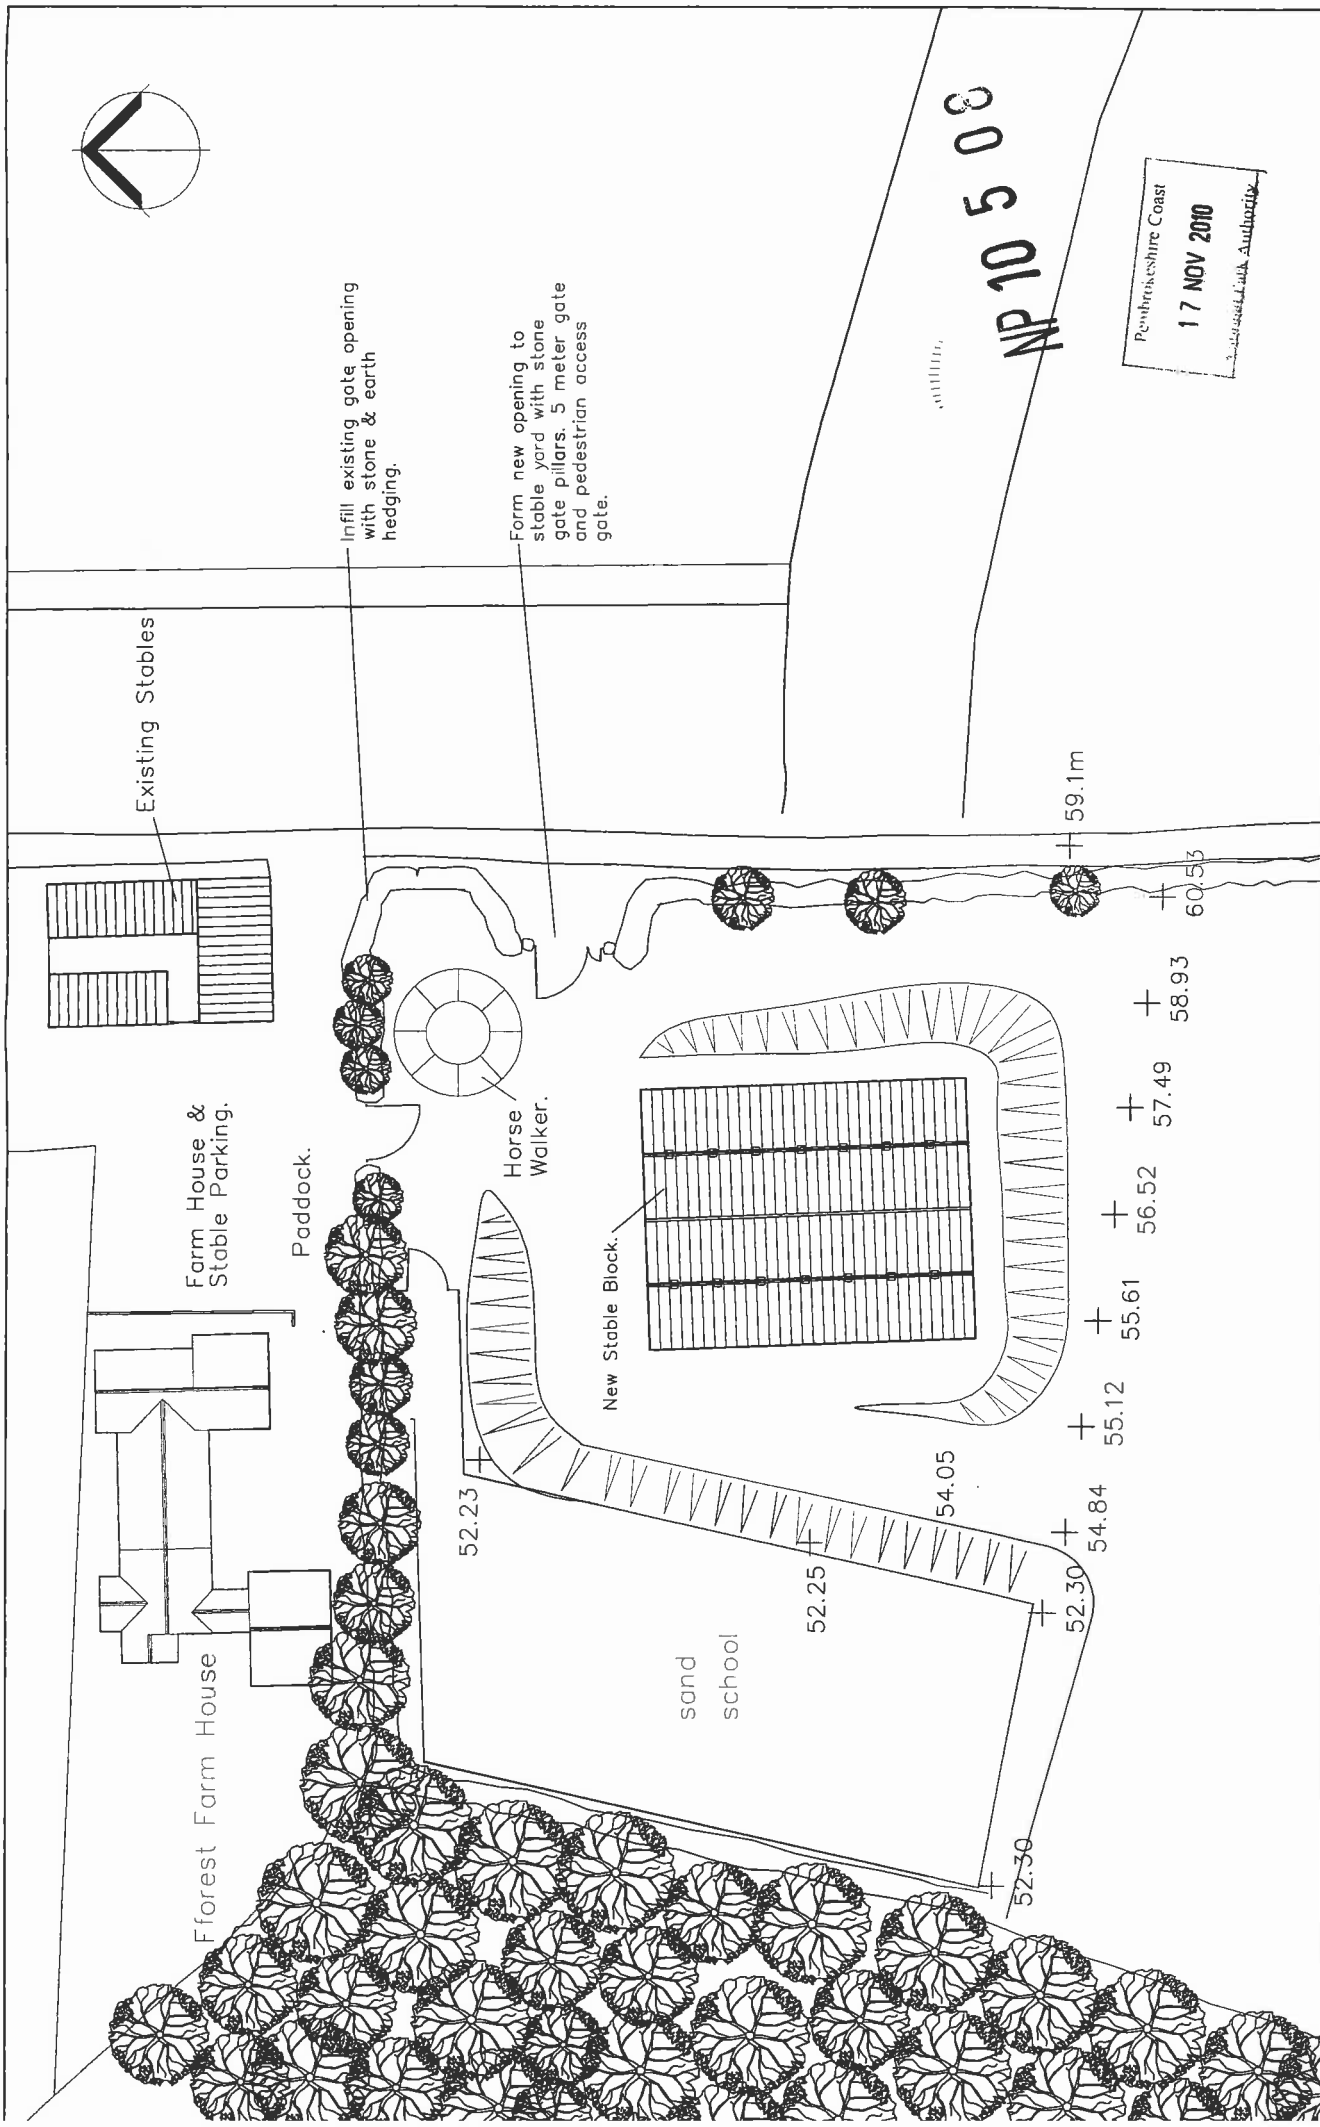 Existing Stables
Infill existing gate opening
with stone & earth
hedging.
Form new opening to
stable yard with stone
gate pillars. 5 meter gate
and pedestrian access
gate.
Farm House &
Stable Parking.
Paddock.
Horse
Walker.
New Stable Block.
Fforest Farm House
sand
school
52.23
52.25
54.05
52.30
52.30
54.84
55.12
55.61
56.52
57.49
58.93
60.53
59.1m
NP 10 5 08
Pembrokeshire Coast
17 NOV 2010
Park Authority